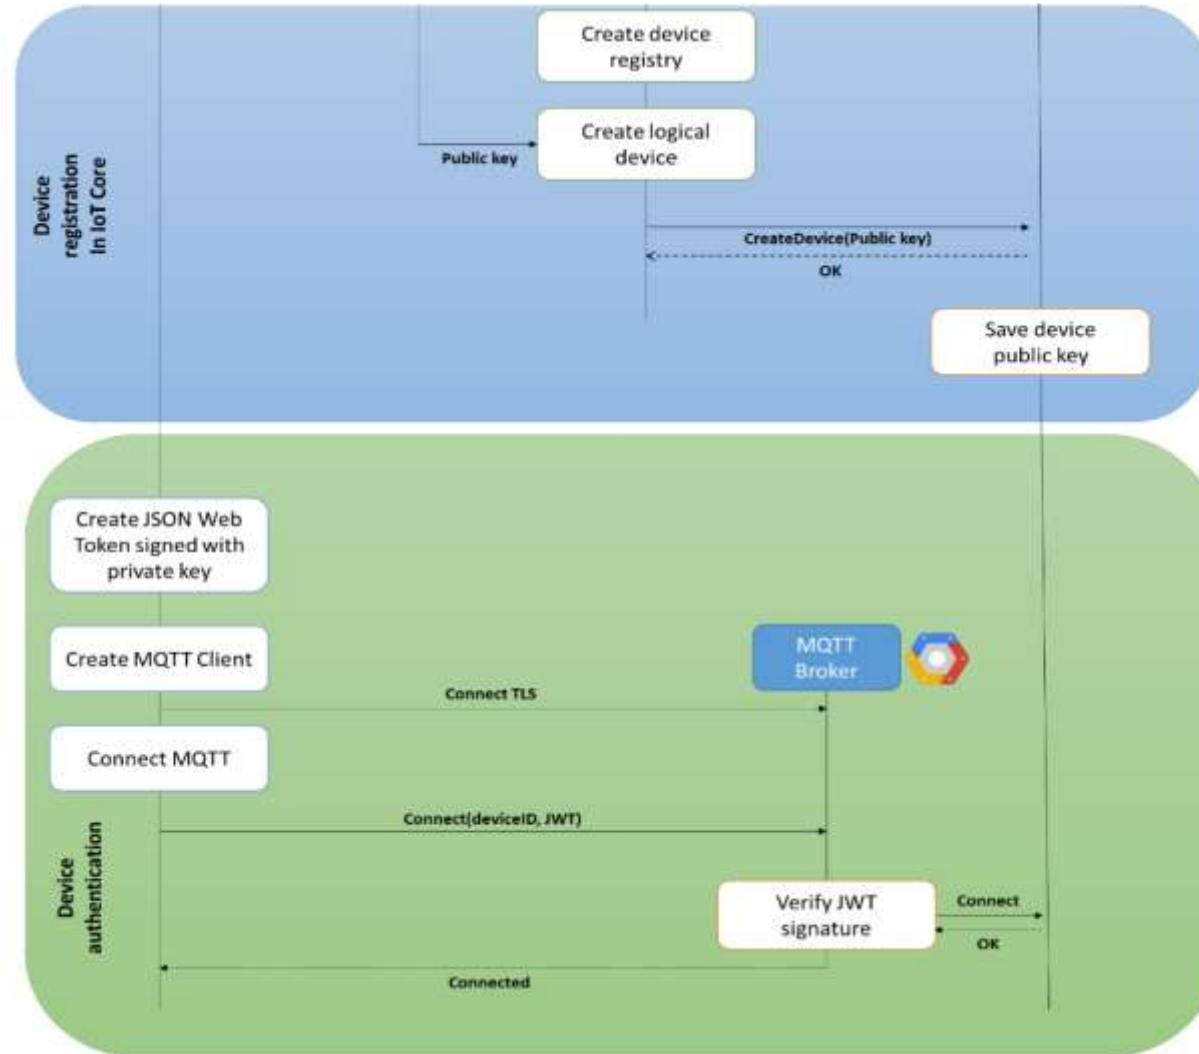 Create device
registry
Device
registration
In IoT Core
Create logical
device
Public key
CreateDevice(Public key)
OK
Save device
public key
Create JSON Web
Token signed with
private key
Create MQTT Client
MQTT
Broker
Connect TLS
Connect MQTT
Connect(deviceID, JWT)
Device
authentication
Verify JWT
signature
Connect
OK
Connected